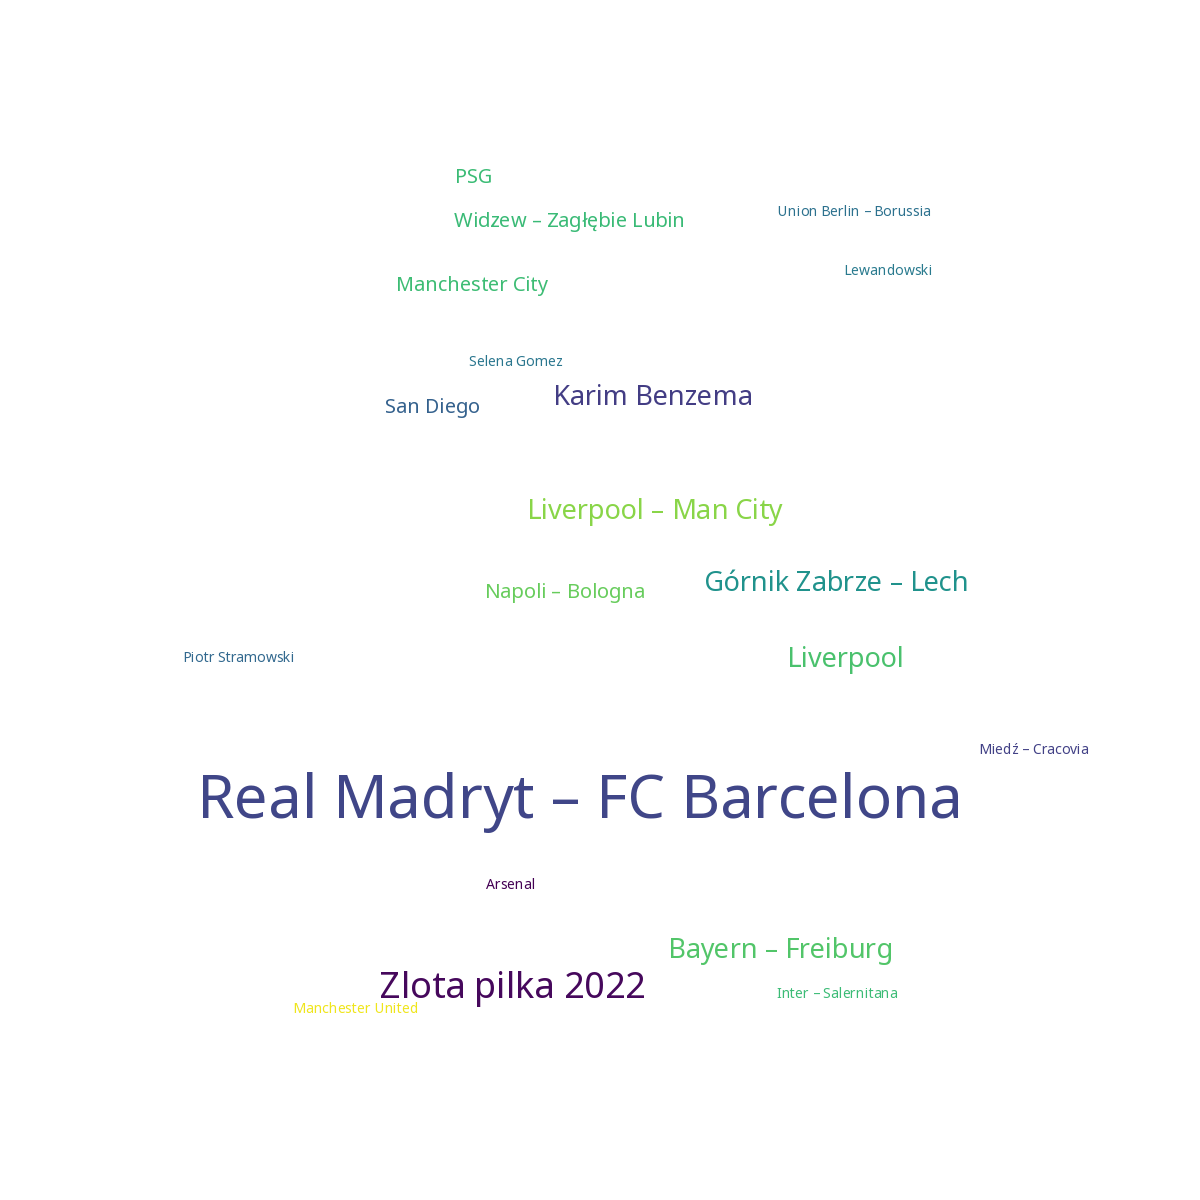 PSG
Union Berlin – Borussia
Widzew – Zagłębie Lubin
Lewandowski
Manchester City
Selena Gomez
Karim Benzema
San Diego
Liverpool – Man City
Górnik Zabrze – Lech
Napoli – Bologna
Piotr Stramowski
Liverpool
Miedź – Cracovia
Real Madryt – FC Barcelona
Arsenal
Bayern – Freiburg
Zlota pilka 2022
Inter – Salernitana
Manchester United